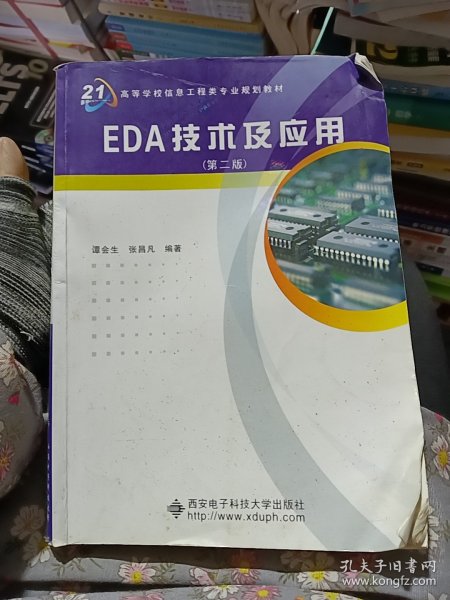 21
高等学校信息工程类专业规划教材
EDA技术及应用
(第二版)
谭会生 张昌凡 编著
西安电子科技大学出版社
http://www.xduph.com
孔夫子旧书网
www.kongfz.com